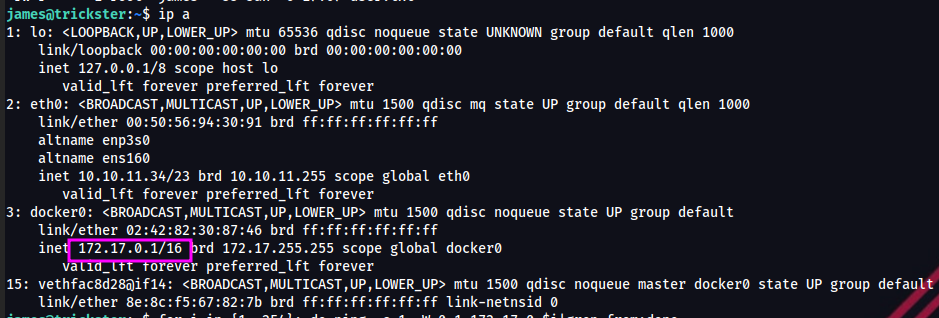 james@trickster:~$ ip a
1: lo: <LOOPBACK,UP,LOWER_UP> mtu 65536 qdisc noqueue state UNKNOWN group default qlen 1000
link/loopback 00:00:00:00:00:00 brd 00:00:00:00:00:00
inet 127.0.0.1/8 scope host lo
valid_lft forever preferred_lft forever
2: eth0: <BROADCAST,MULTICAST,UP,LOWER_UP> mtu 1500 qdisc mq state UP group default qlen 1000
link/ether 00:50:56:94:30:91 brd ff:ff:ff:ff:ff:ff
altname enp3s0
altname ens160
inet 10.10.11.34/23 brd 10.10.11.255 scope global eth0
valid_lft forever preferred_lft forever
3: docker0: <BROADCAST,MULTICAST,UP,LOWER_UP> mtu 1500 qdisc noqueue state UP group default
link/ether 02:42:82:30:87:46 brd ff:ff:ff:ff:ff:ff
inet 172.17.0.1/16 brd 172.17.255.255 scope global docker0
valid_lft forever preferred_lft forever
15: vethfac8d28@if14: <BROADCAST,MULTICAST,UP,LOWER_UP> mtu 1500 qdisc noqueue master docker0 state UP group default
link/ether 8e:8c:f5:67:82:7b brd ff:ff:ff:ff:ff:ff link-netnsid 0